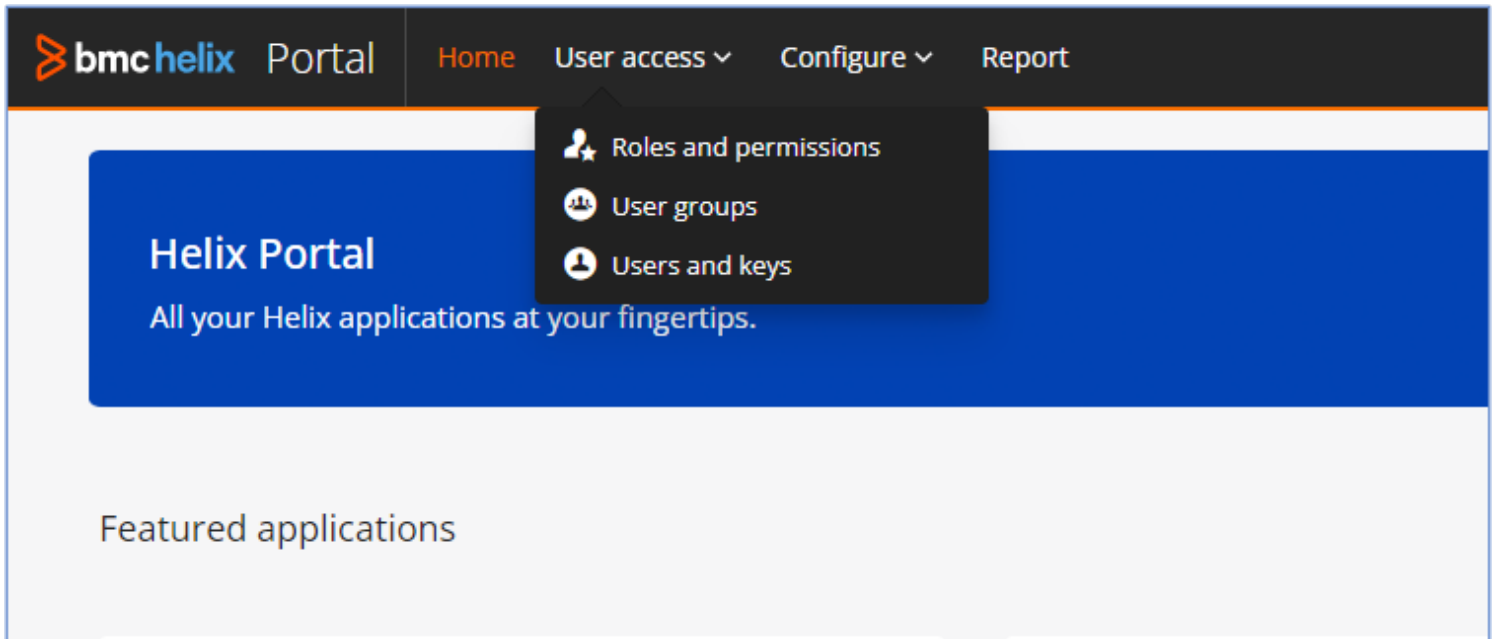 bmc helix Portal Home User access Configure Report
Roles and permissions
User groups
Users and keys
Helix Portal
All your Helix applications at your fingertips.
Featured applications